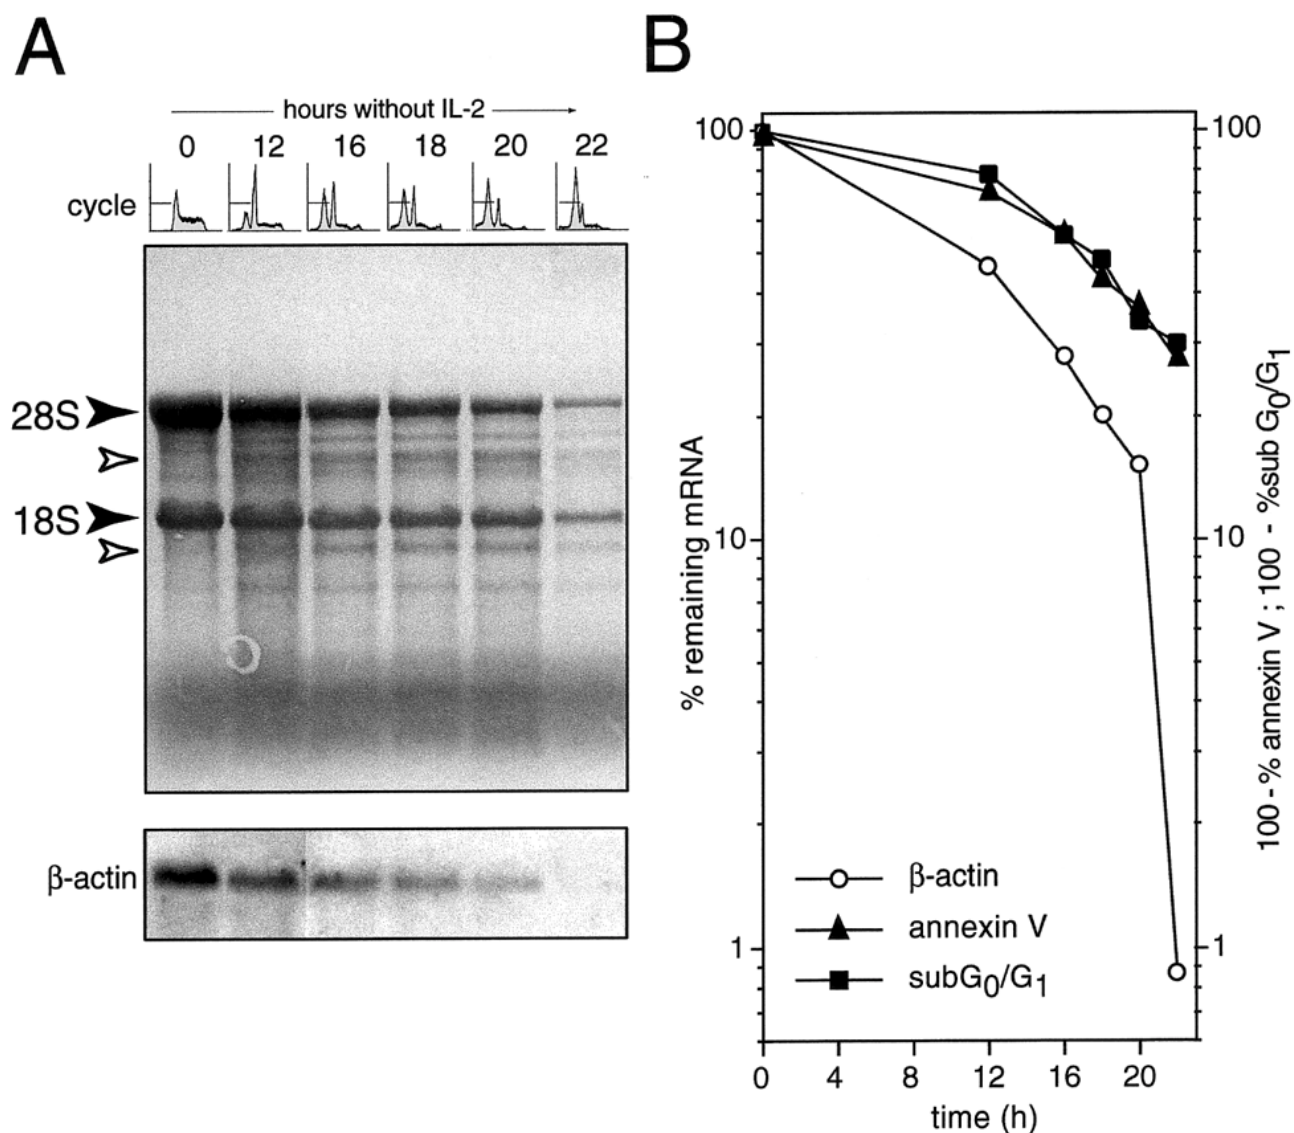 A
hours without IL-2
0 12 16 18 20 22
cycle
28S
18S
β-actin
B
100
10
1
% remaining mRNA
100
10
1
100 - % annexin V ; 100 - %sub G0/G1
β-actin
annexin V
subG0/G1
0 4 8 12 16 20
time (h)